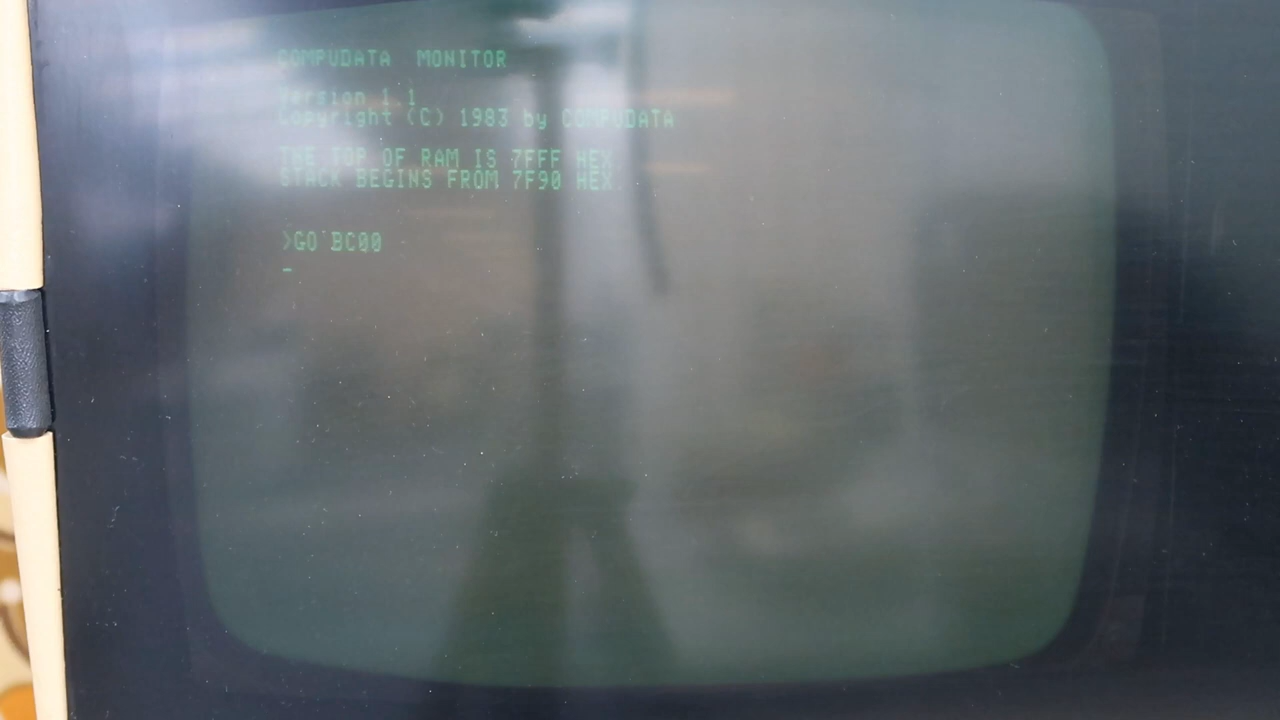 COMPUDATA MONITOR
Version 1.1
Copyright (C) 1983 by COMPUDATA
THE TOP OF RAM IS 7FFF HEX.
STACK BEGINS FROM 7F90 HEX.
>GO BC00
-